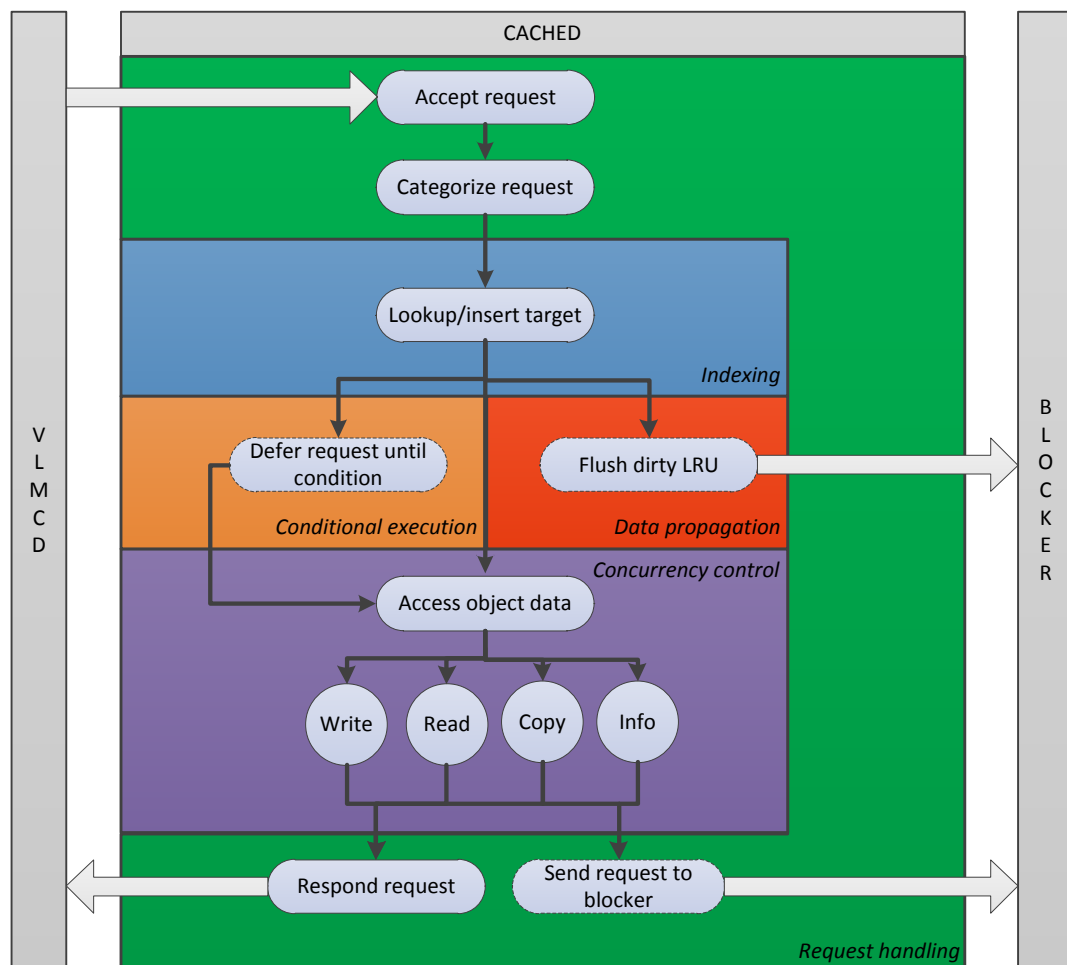 CACHED
Accept request
Categorize request
Lookup/insert target
Indexing
V
L
M
C
D
B
L
O
C
K
E
R
Defer request until
condition
Flush dirty LRU
Conditional execution
Data propagation
Concurrency control
Access object data
Write
Read
Copy
Info
Respond request
Send request to
blocker
Request handling